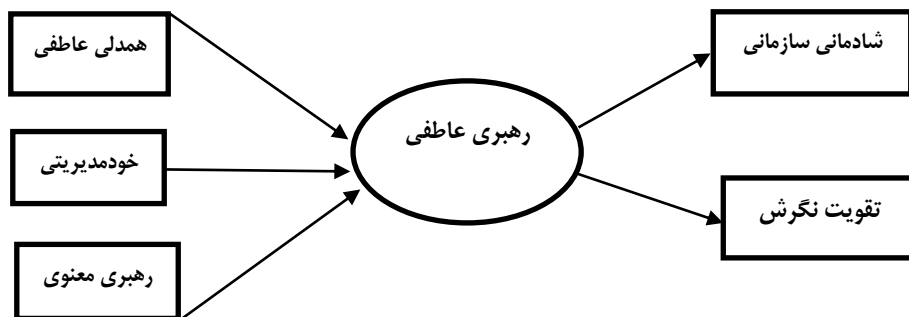 شادمانی سازمانی
همدلی عاطفی
رهبری عاطفی
خودمدیریتی
تقویت نگرش
رهبری معنوی